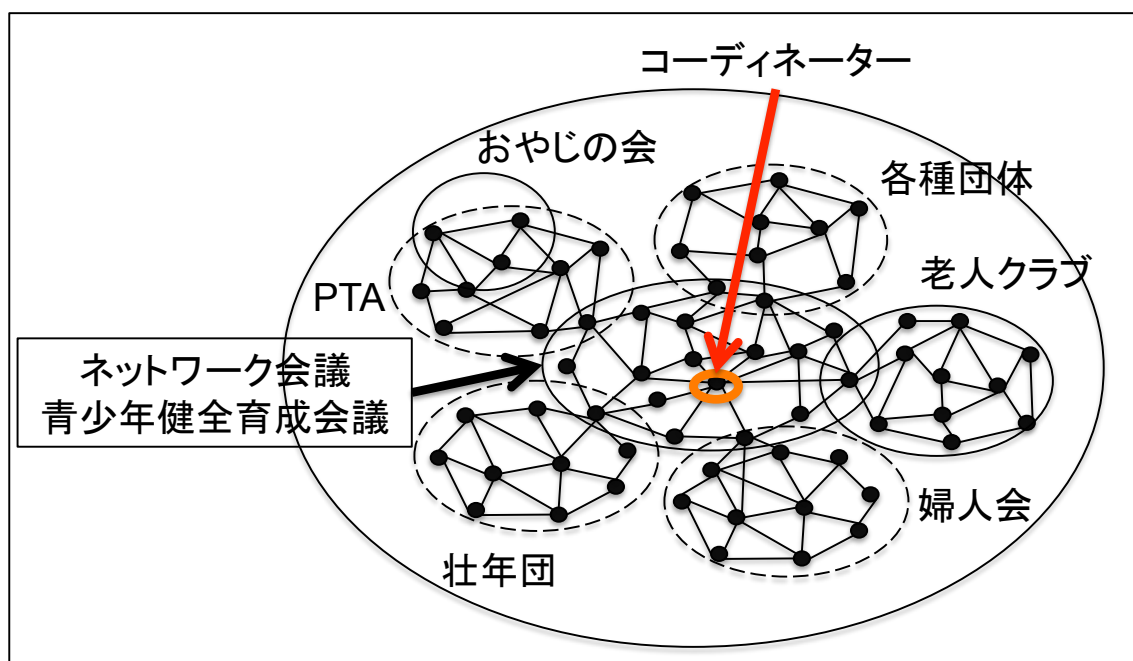 コーディネーター
おやじの会
各種団体
老人クラブ
PTA
ネットワーク会議
青少年健全育成会議
婦人会
壮年団